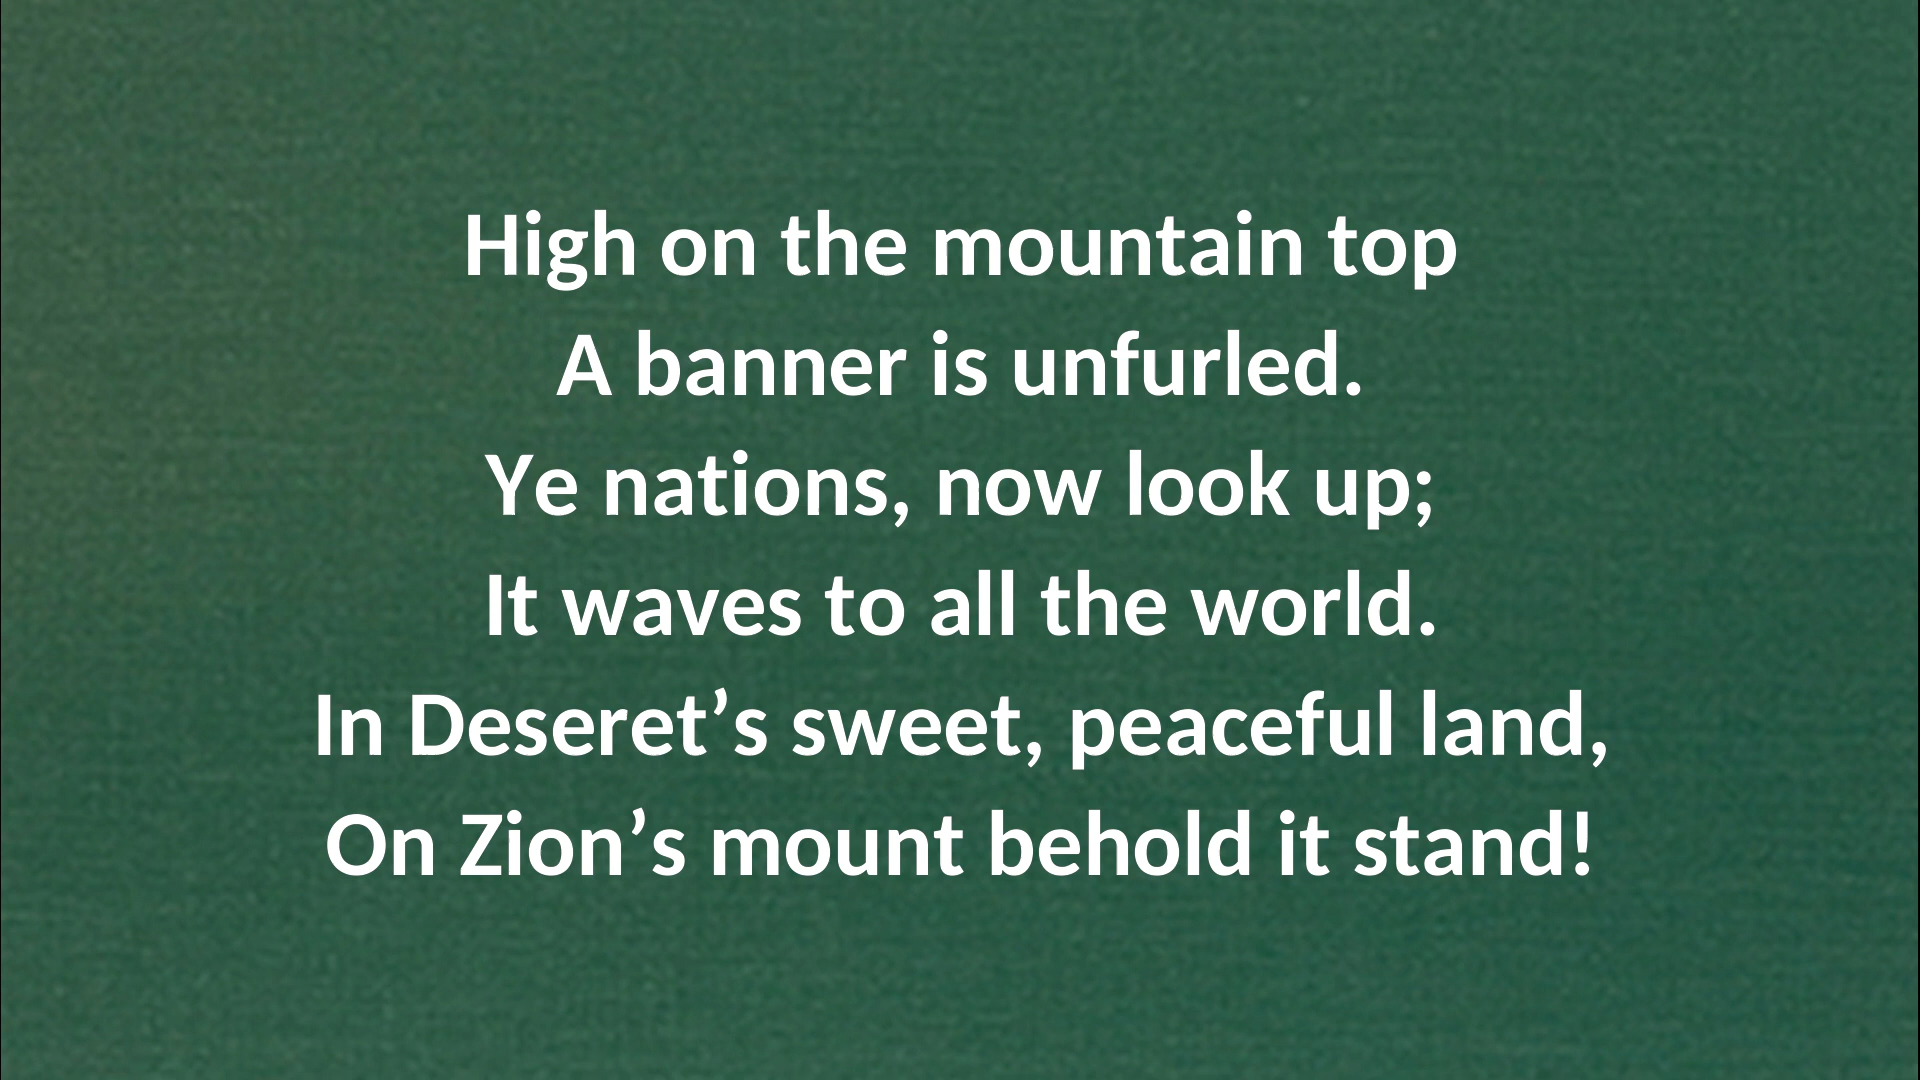 High on the mountain top
A banner is unfurled.
Ye nations, now look up;
It waves to all the world.
In Deseret’s sweet, peaceful land,
On Zion’s mount behold it stand!